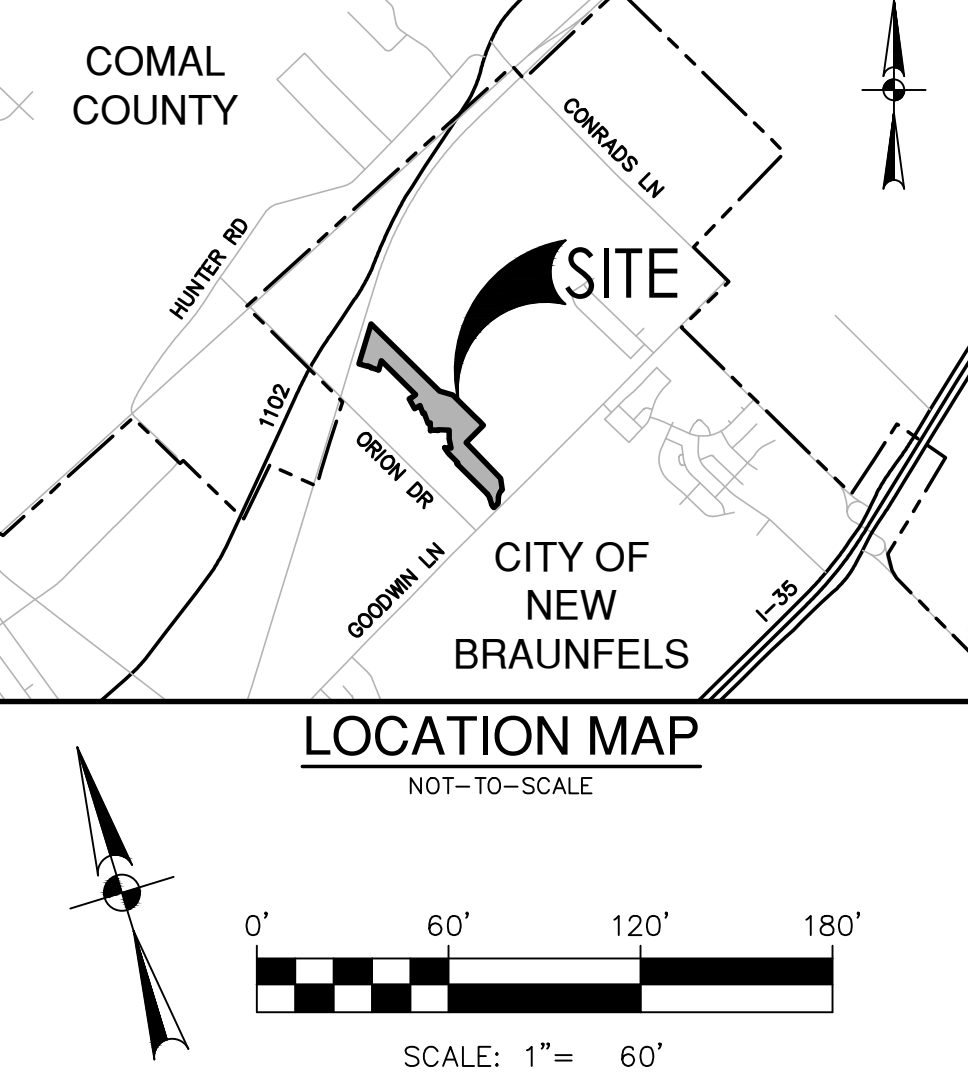 COMAL
COUNTY
CONRADS LN
HUNTER RD
SITE
1102
ORION DR
GOODWIN LN
CITY OF
NEW
BRAUNFELS
I-35
LOCATION MAP
NOT-TO-SCALE
0' 60' 120' 180'
SCALE: 1"= 60'